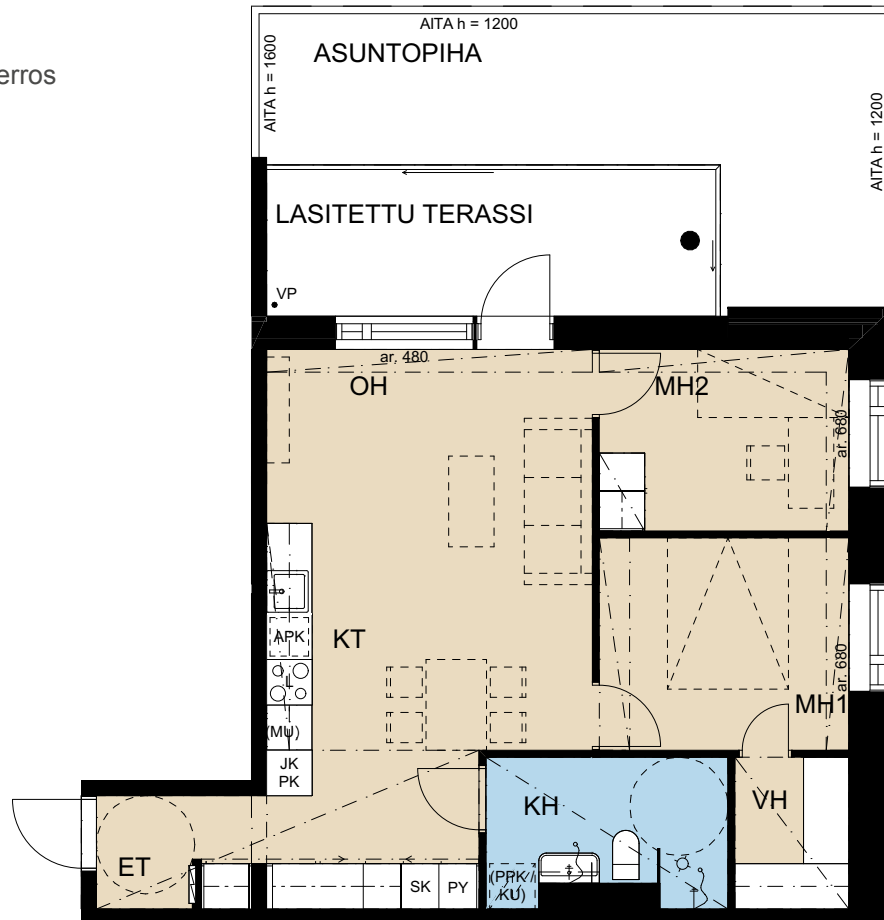 AITA h = 1200
ASUNTOPIHA
erros
AITA h = 1600
AITA h = 1200
LASITETTU TERASSI
VP
ar. 480
OH
MH2
ar. 680
APK
KT
L
ar. 680
(MU)
MH1
JK
PK
KH
VH
ET
SK
PY
(PPK/
KU)